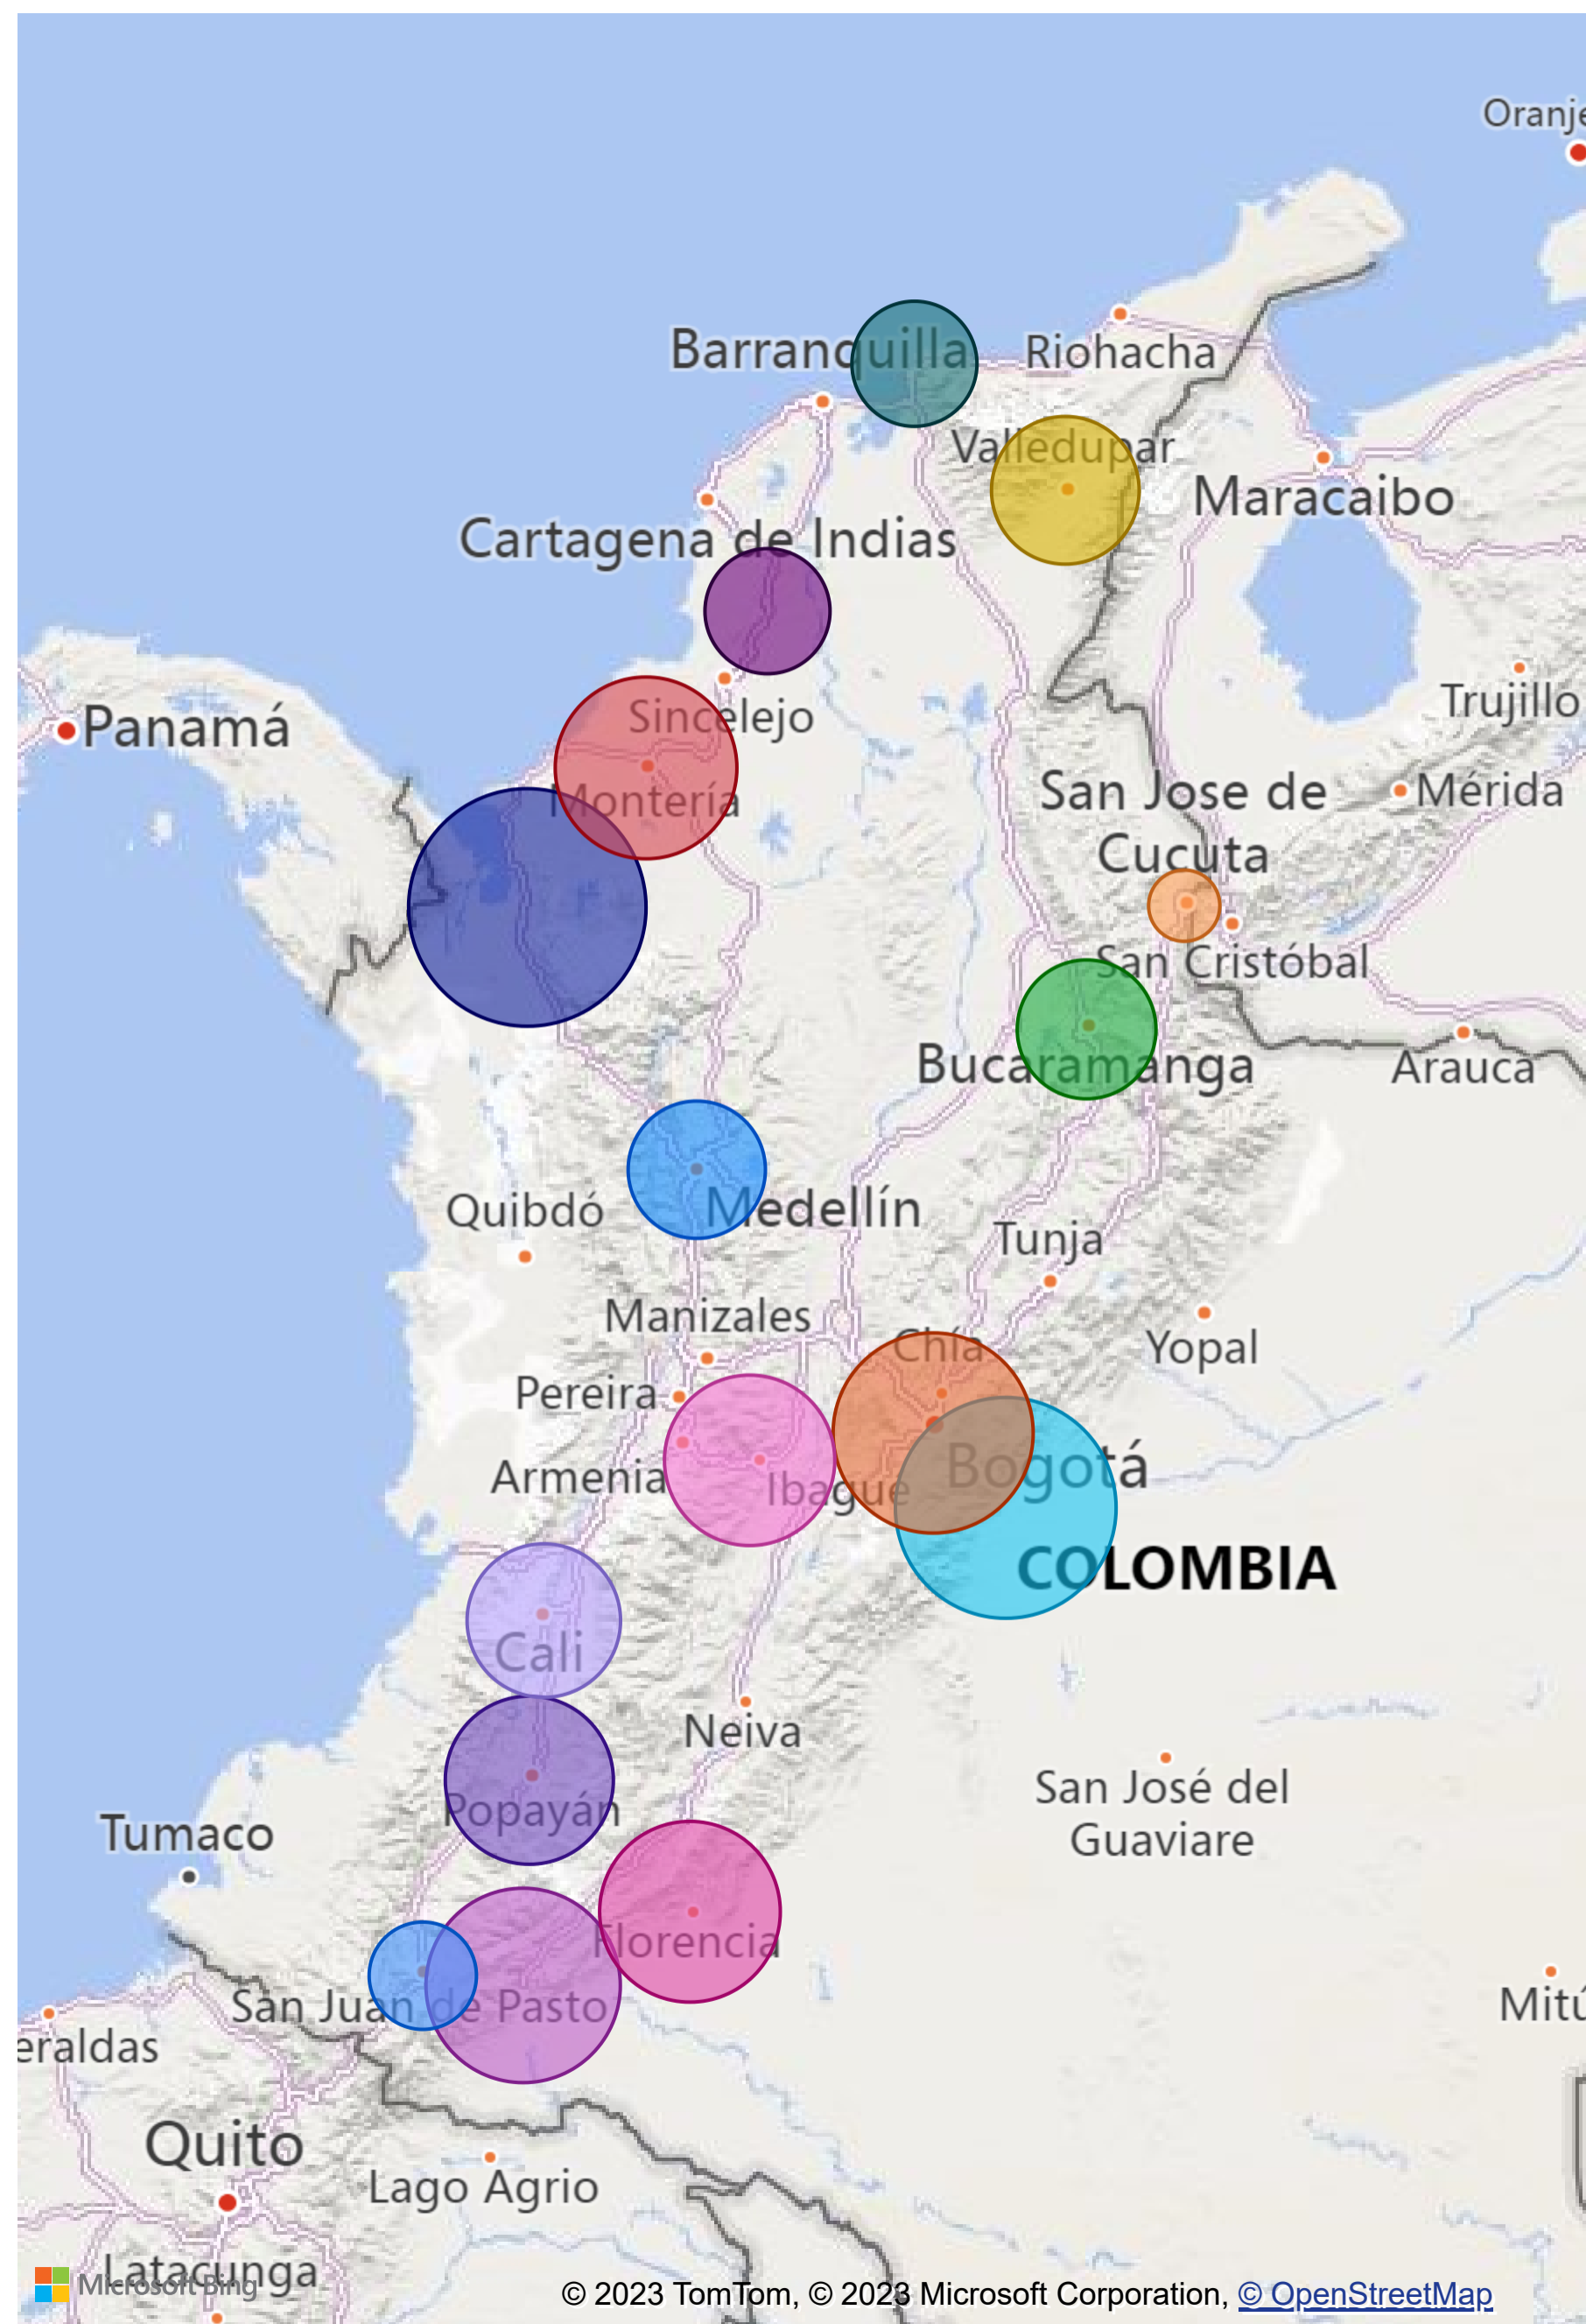 Oranje
Barranquilla
Riohacha
Valledupar
Maracaibo
Cartagena de Indias
Trujillo
Sincelejo
Panamá
San Jose de
Cucuta
Mérida
Montería
San Cristóbal
Bucaramanga
Arauca
Quibdó
Medellín
Tunja
Manizales
Chía
Yopal
Pereira
Bogotá
Armenia
Ibague
COLOMBIA
Cali
Neiva
San José del
Guaviare
Popayán
Tumaco
Florencia
San Juan de Pasto
Mitú
eraldas
Quito
Lago Agrio
Latacunga
Microsoft Bing
© 2023 TomTom, © 2023 Microsoft Corporation, © OpenStreetMap